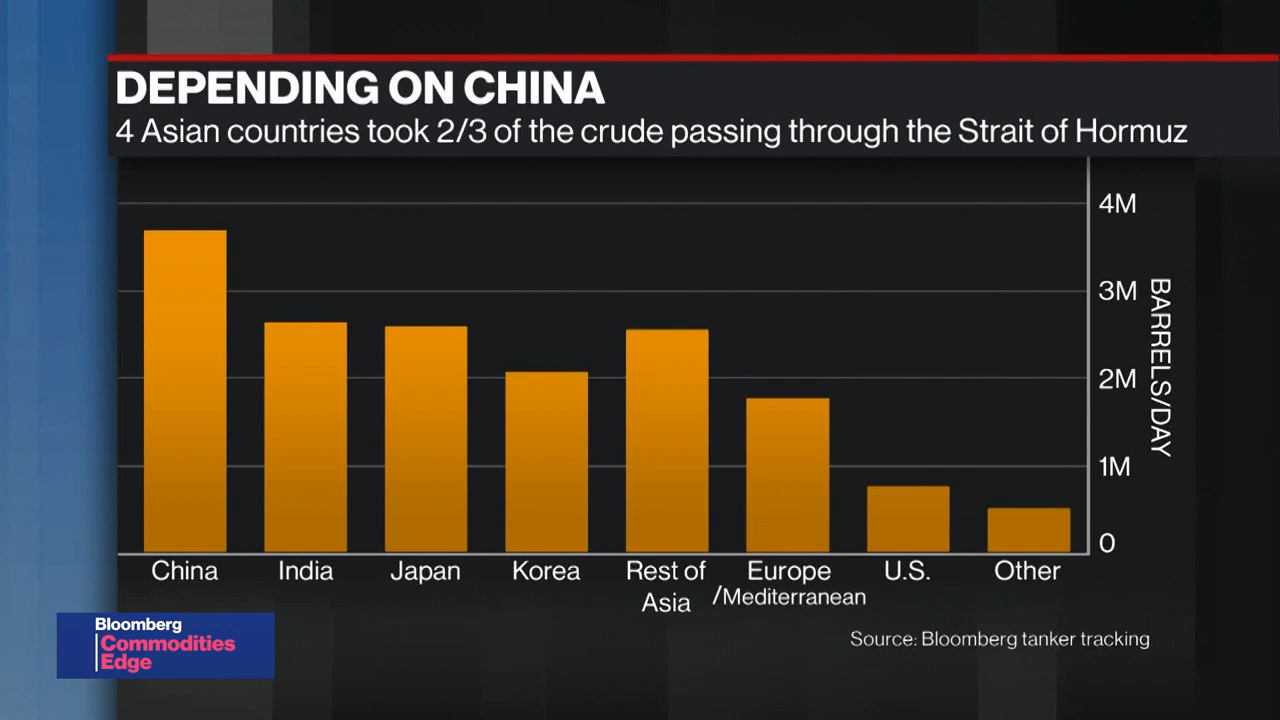 DEPENDING ON CHINA
4 Asian countries took 2/3 of the crude passing through the Strait of Hormuz
4M
3M
2M
1M
0
BARRELS/DAY
China
India
Japan
Korea
Rest of
Asia
Europe
/Mediterranean
U.S.
Other
Source: Bloomberg tanker tracking
Bloomberg
Commodities
Edge